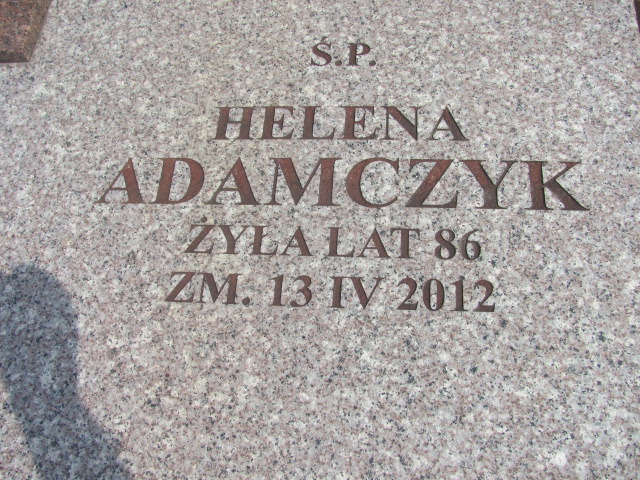 Ś.P.
HELENA
ADAMCZYK
ŻYŁA LAT 86
ZM. 13 IV 2012